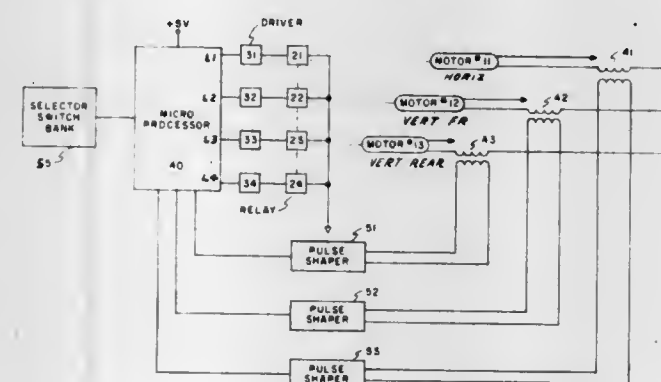 +5V
DRIVER
L1
31
21
MOTOR #11
HORIZ
41
SELECTOR
SWITCH
BANK
55
MICRO
PROCESSOR
40
L2
32
22
MOTOR #12
VERT FR
42
L3
33
23
MOTOR #13
VERT REAR
43
L4
34
24
RELAY
PULSE
SHAPER
51
PULSE
SHAPER
52
PULSE
SHAPER
53